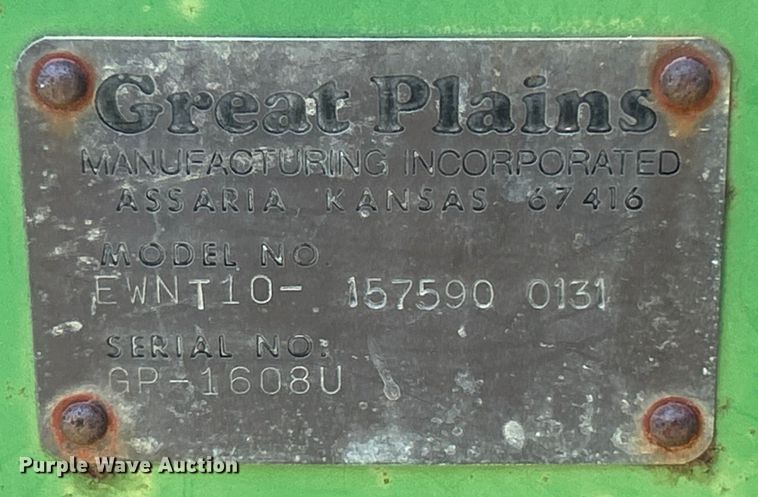 Great Plains
MANUFACTURING INCORPORATED
ASSARIA, KANSAS 67416
MODEL NO.
EWNT10- 157590 0131
SERIAL NO.
GP-1608U
Purple Wave Auction